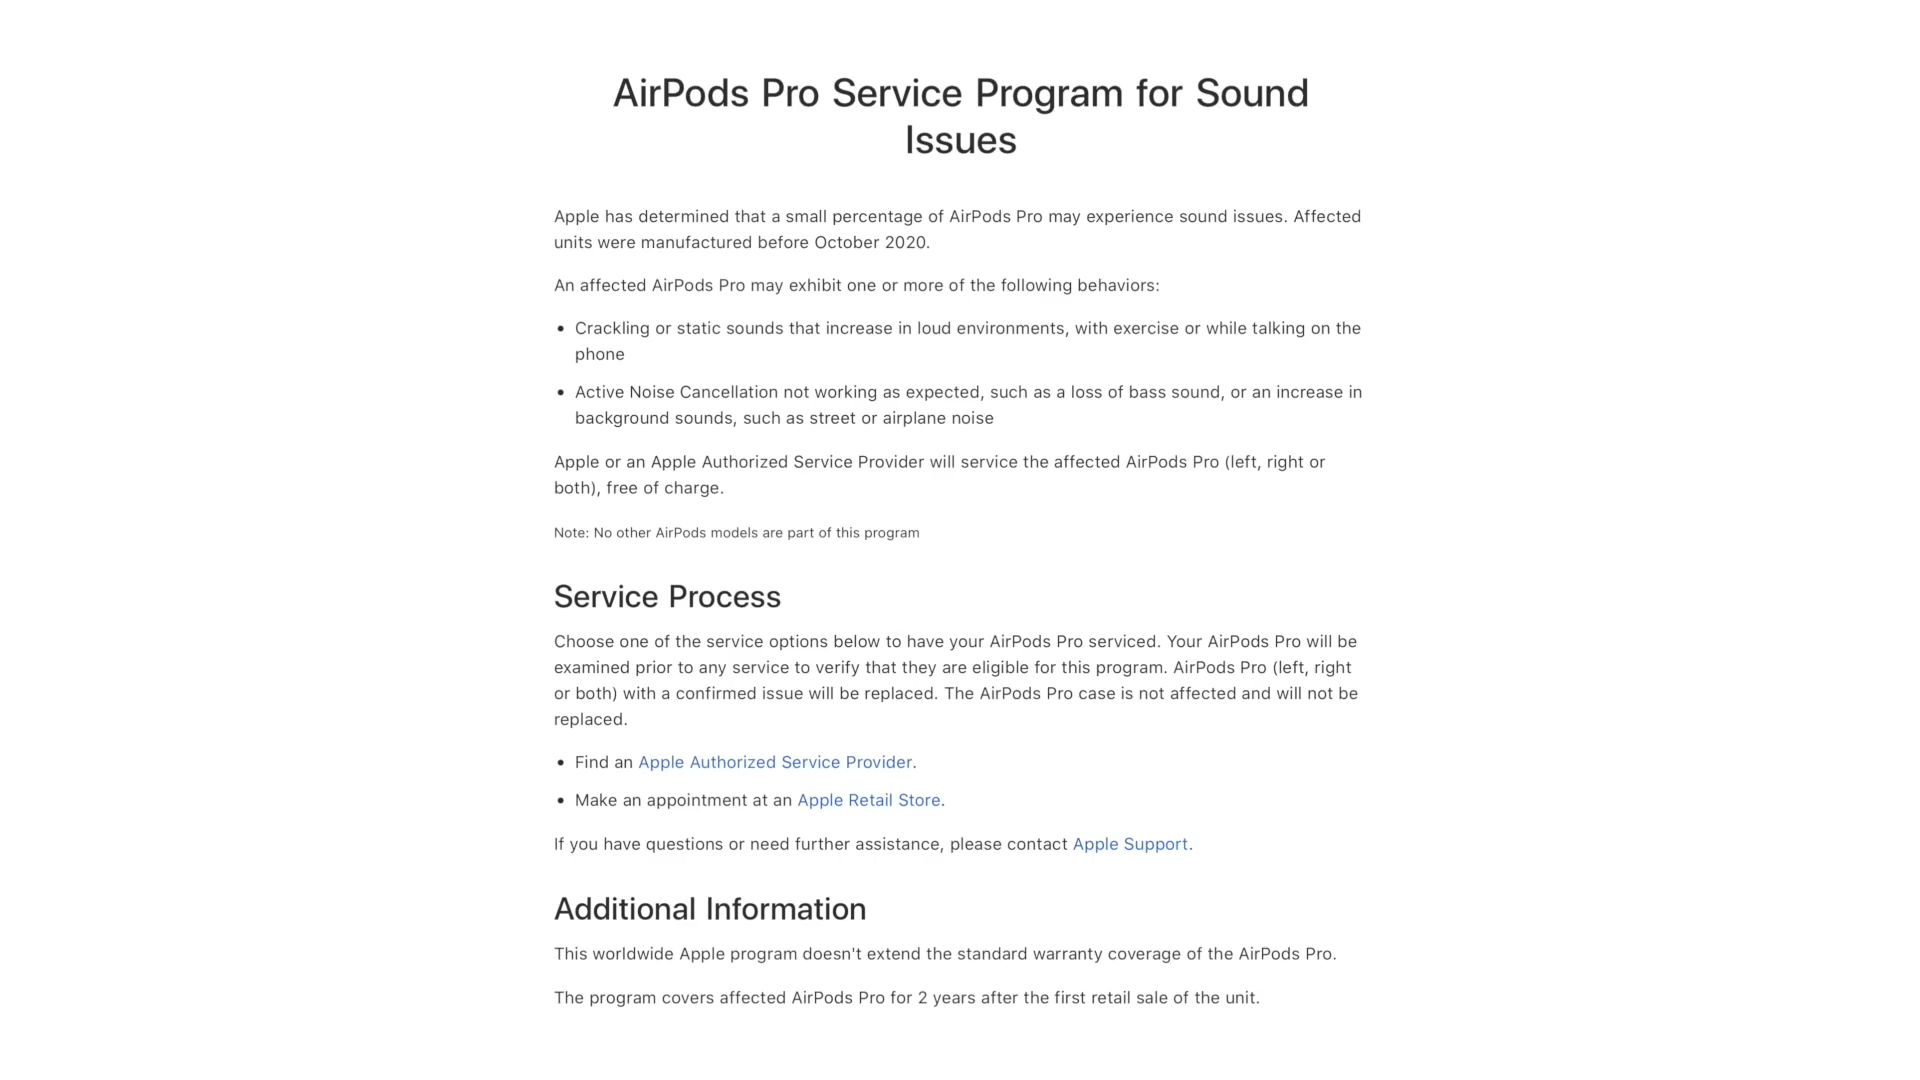 AirPods Pro Service Program for Sound
Issues
Apple has determined that a small percentage of AirPods Pro may experience sound issues. Affected
units were manufactured before October 2020.
An affected AirPods Pro may exhibit one or more of the following behaviors:
• Crackling or static sounds that increase in loud environments, with exercise or while talking on the
phone
• Active Noise Cancellation not working as expected, such as a loss of bass sound, or an increase in
background sounds, such as street or airplane noise
Apple or an Apple Authorized Service Provider will service the affected AirPods Pro (left, right or
both), free of charge.
Note: No other AirPods models are part of this program
Service Process
Choose one of the service options below to have your AirPods Pro serviced. Your AirPods Pro will be
examined prior to any service to verify that they are eligible for this program. AirPods Pro (left, right
or both) with a confirmed issue will be replaced. The AirPods Pro case is not affected and will not be
replaced.
• Find an Apple Authorized Service Provider.
• Make an appointment at an Apple Retail Store.
If you have questions or need further assistance, please contact Apple Support.
Additional Information
This worldwide Apple program doesn't extend the standard warranty coverage of the AirPods Pro.
The program covers affected AirPods Pro for 2 years after the first retail sale of the unit.